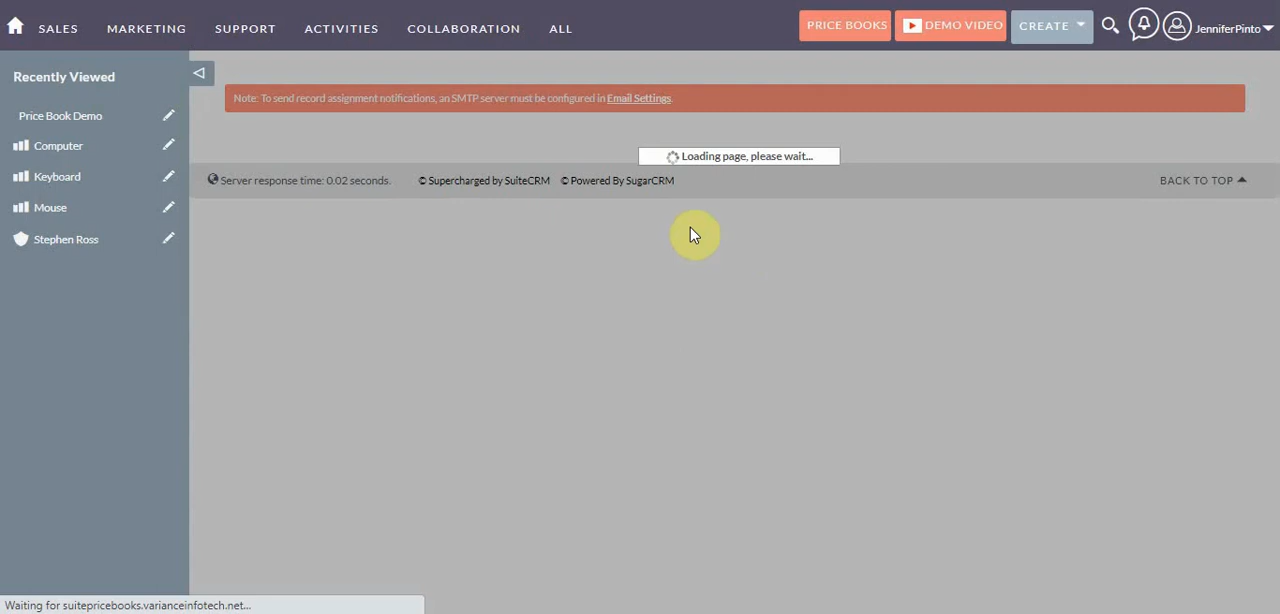 SALES MARKETING SUPPORT ACTIVITIES COLLABORATION ALL PRICE BOOKS DEMO VIDEO CREATE JenniferPinto
Recently Viewed
Note: To send record assignment notifications, an SMTP server must be configured in Email Settings.
Price Book Demo
Computer
Loading page, please wait...
Keyboard
Server response time: 0.02 seconds. © Supercharged by SuiteCRM © Powered By SugarCRM BACK TO TOP
Mouse
Stephen Ross
Waiting for suitepricebooks.varianceinfotech.net...